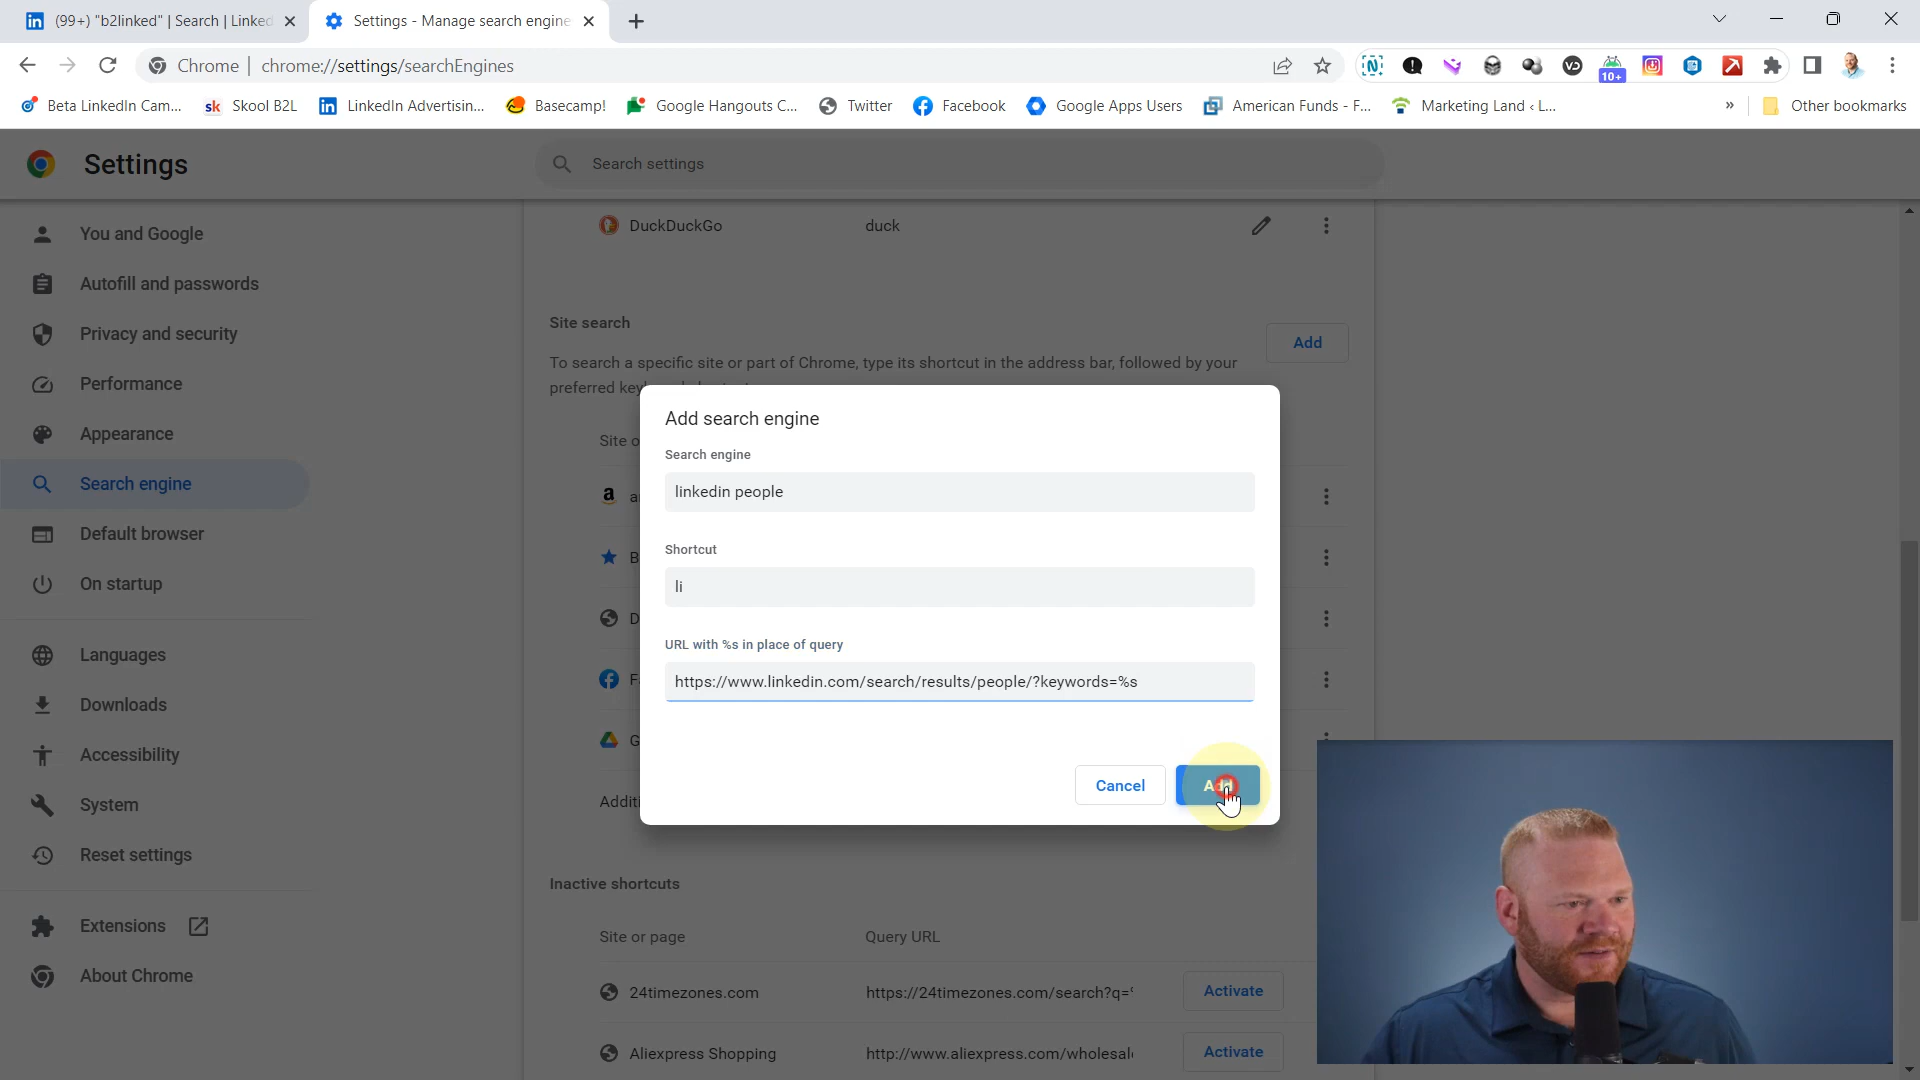 (99+) "b2linked" | Search | Linked
Settings - Manage search engine
Chrome | chrome://settings/searchEngines
10+
Beta LinkedIn Cam...
sk Skool B2L
LinkedIn Advertisin...
Basecamp!
Google Hangouts C...
Twitter
Facebook
Google Apps Users
American Funds - F...
Marketing Land ‹ L...
»
Other bookmarks
Settings
Search settings
You and Google
Autofill and passwords
Privacy and security
Performance
Appearance
Search engine
Default browser
On startup
Languages
Downloads
Accessibility
System
Reset settings
Extensions
About Chrome
DuckDuckGo duck
Site search
Add
To search a specific site or part of Chrome, type its shortcut in the address bar, followed by your
preferred
Site o
Add search engine
Search engine
linkedin people
Shortcut
li
URL with %s in place of query
https://www.linkedin.com/search/results/people/?keywords=%s
Cancel
Add
Additi
Inactive shortcuts
Site or page Query URL
24timezones.com https://24timezones.com/search?q= Activate
Aliexpress Shopping http://www.aliexpress.com/wholesal Activate